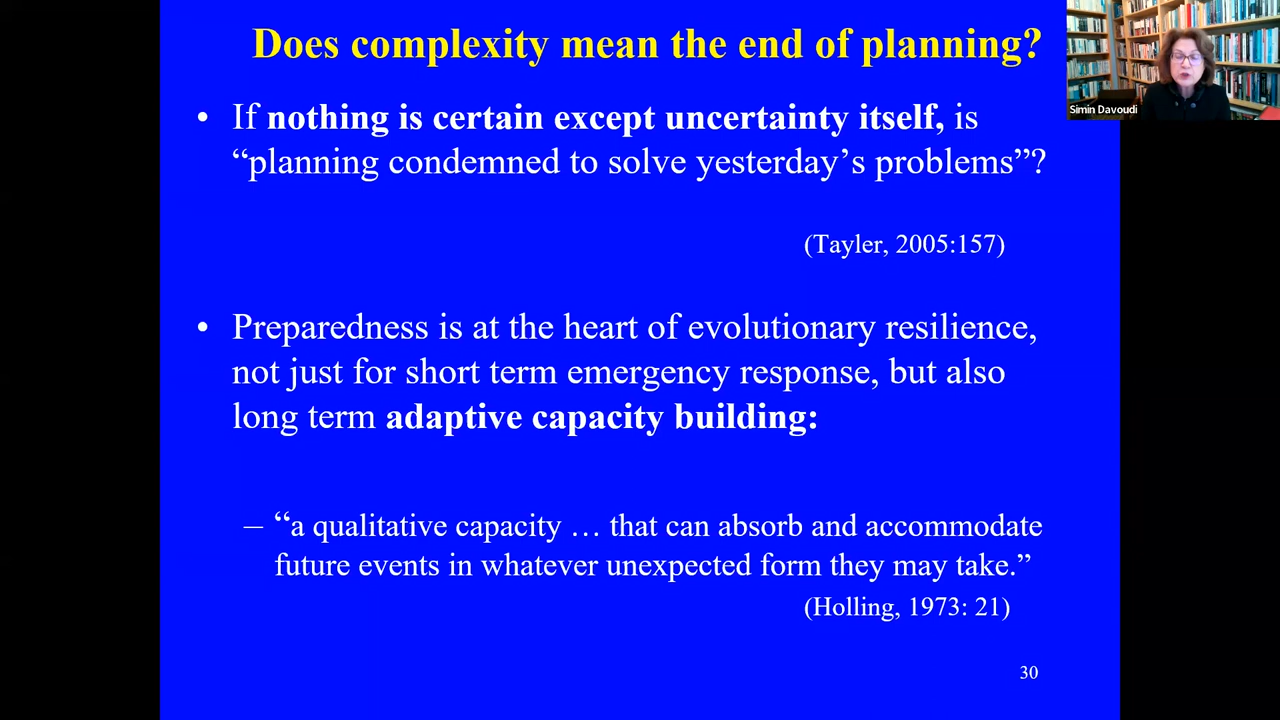 Does complexity mean the end of planning?
• If nothing is certain except uncertainty itself, is
“planning condemned to solve yesterday’s problems”?
(Tayler, 2005:157)
• Preparedness is at the heart of evolutionary resilience,
not just for short term emergency response, but also
long term adaptive capacity building:
– “a qualitative capacity … that can absorb and accommodate
future events in whatever unexpected form they may take.”
(Holling, 1973: 21)
30
Simin Davoudi